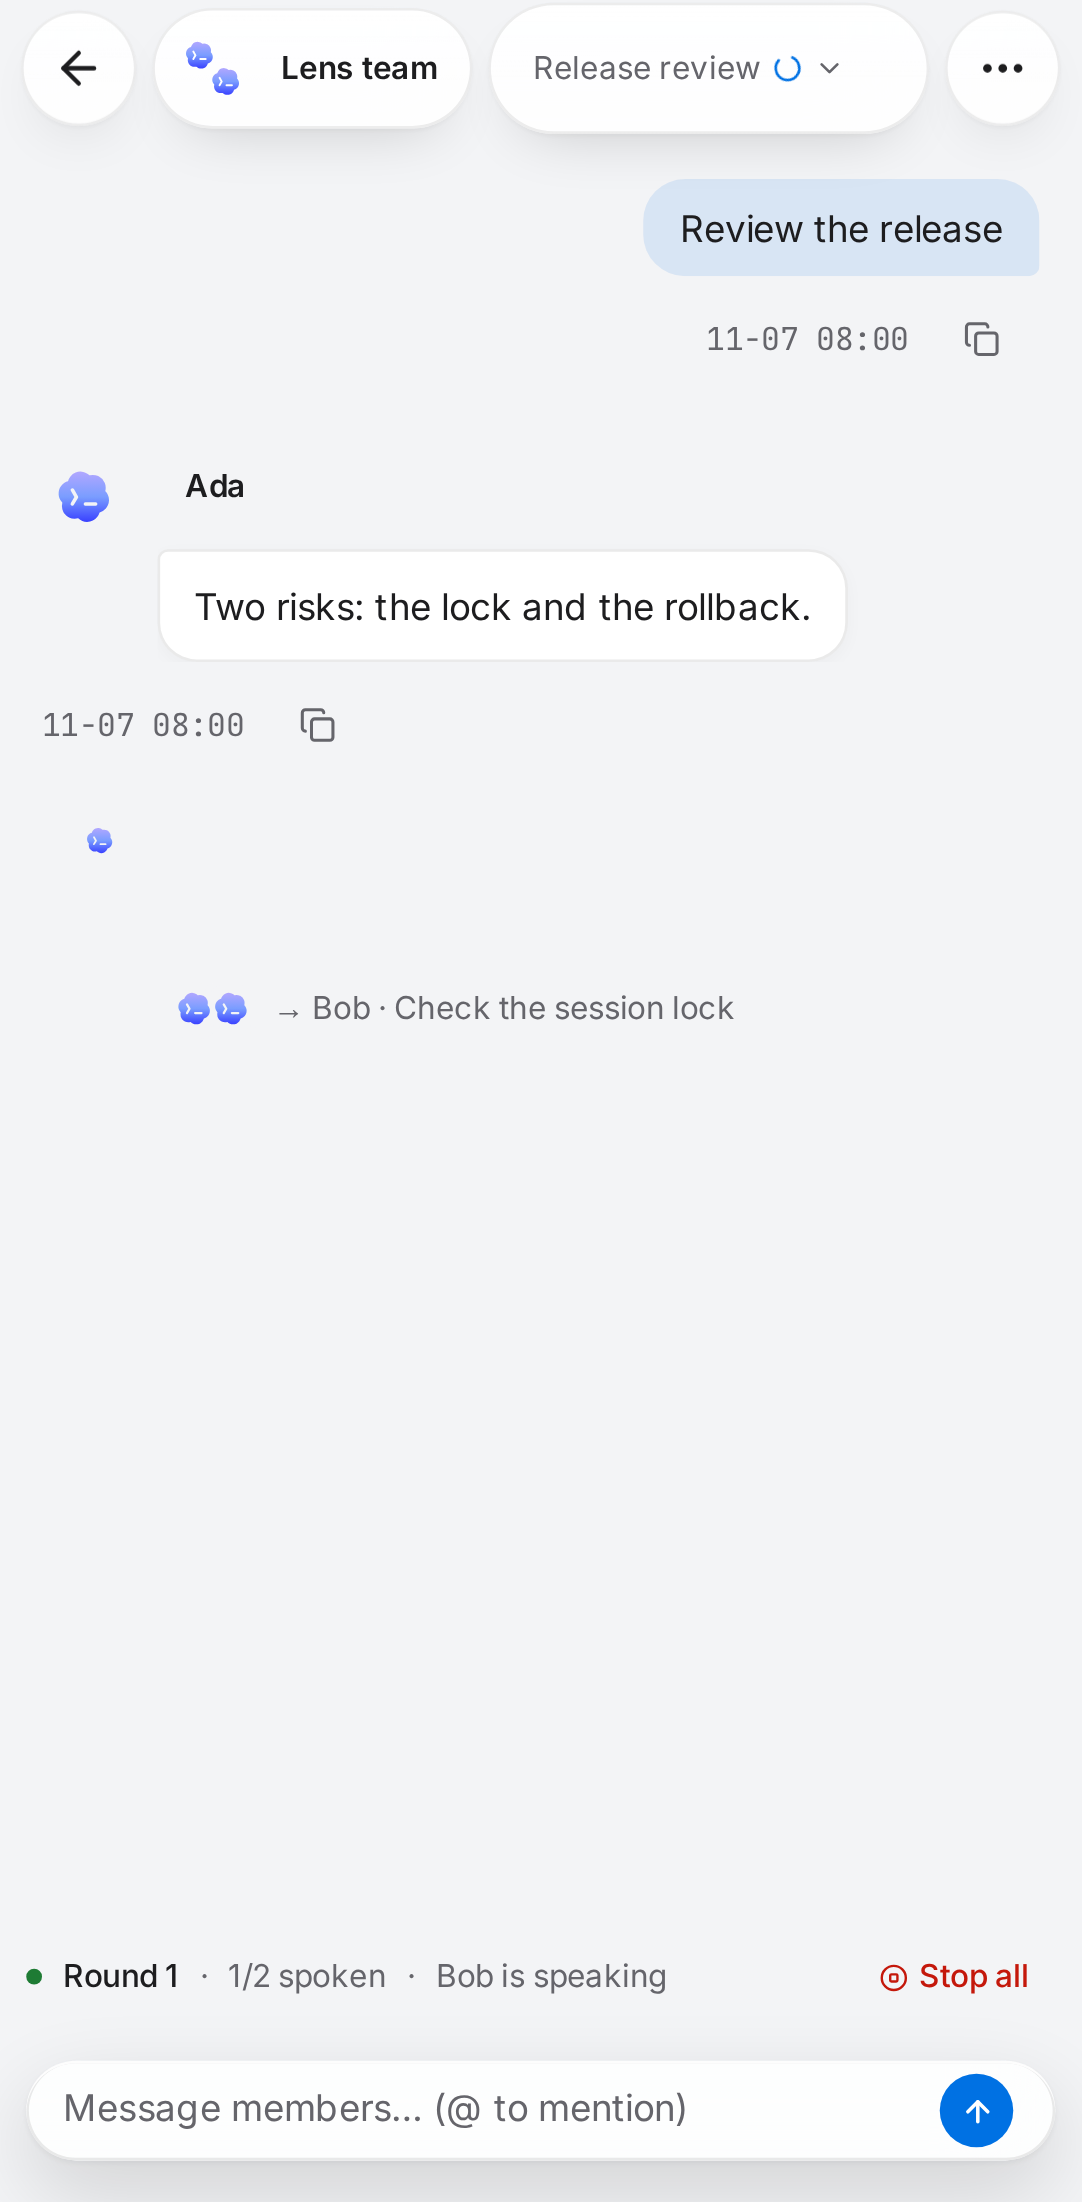 Lens team
Release review
Review the release
11-07 08:00
Ada
Two risks: the lock and the rollback.
11-07 08:00
→ Bob · Check the session lock
Round 1 · 1/2 spoken · Bob is speaking
Stop all
Message members... (@ to mention)